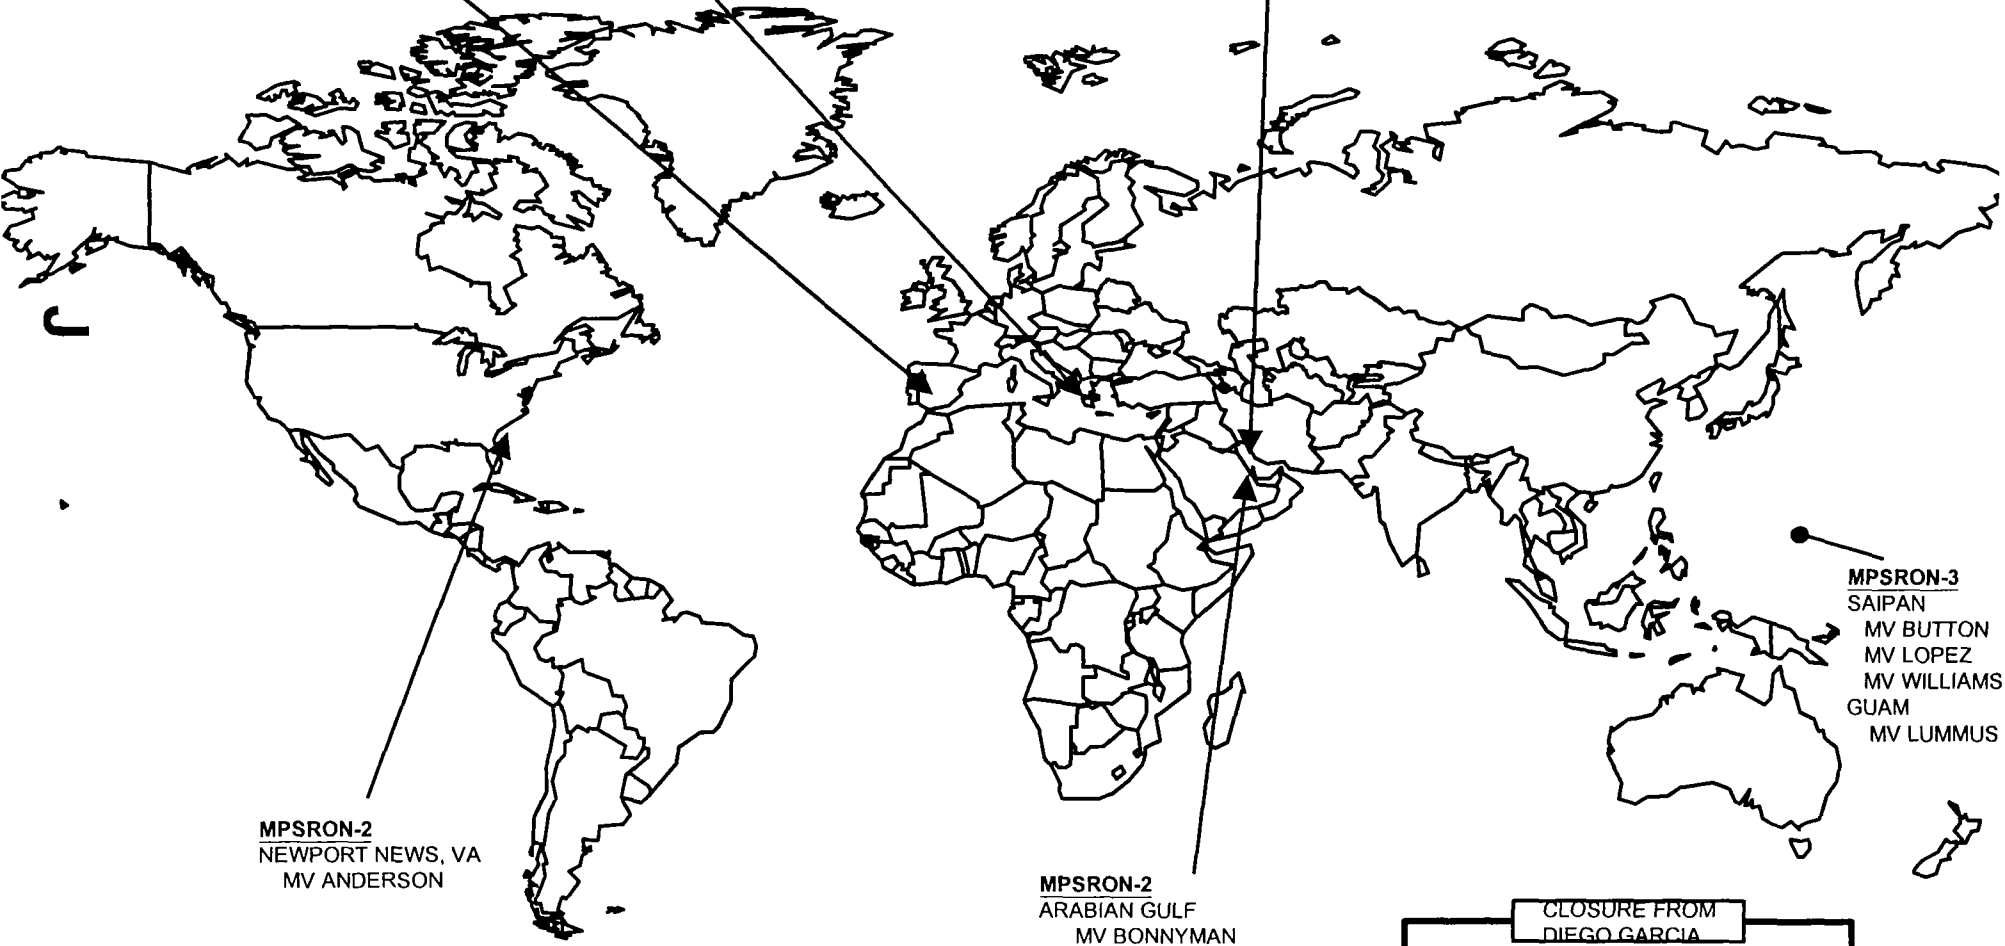 MPSRON-3
SAIPAN
MV BUTTON
MV LOPEZ
MV WILLIAMS
GUAM
MV LUMMUS
MPSRON-2
NEWPORT NEWS, VA
MV ANDERSON
MPSRON-2
ARABIAN GULF
MV BONNYMAN
CLOSURE FROM
DIEGO GARCIA